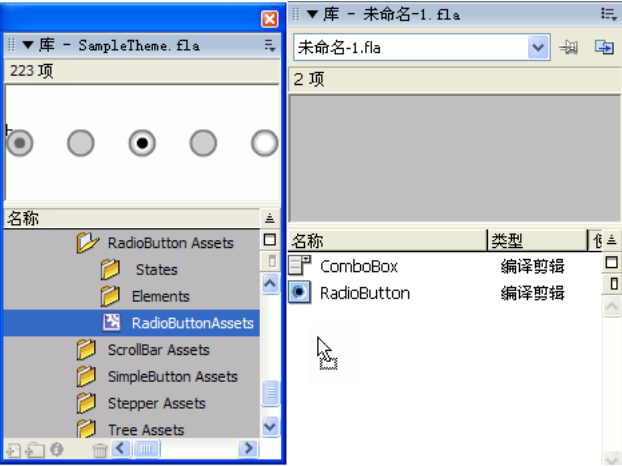 ▼库 - SampleTheme.fla
223 项
名称
RadioButton Assets
States
Elements
RadioButtonAssets
ScrollBar Assets
SimpleButton Assets
Stepper Assets
Tree Assets
▼库 - 未命名-1.fla
未命名-1.fla
2 项
名称 类型
ComboBox 编译剪辑
RadioButton 编译剪辑